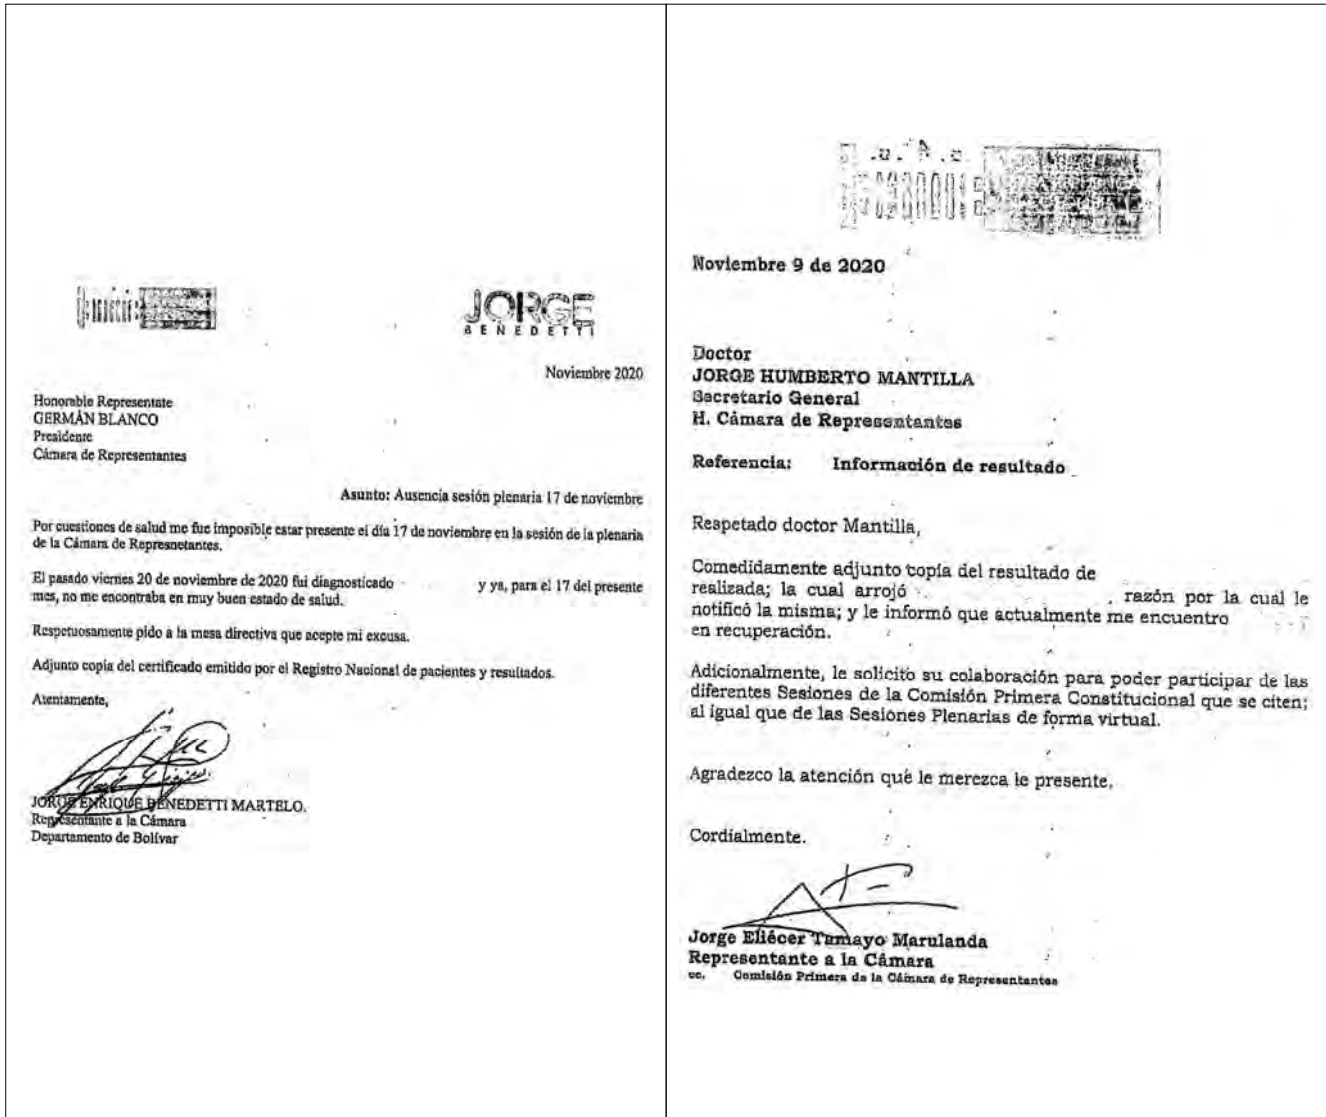 JORGE
BENEDETTI
Noviembre 2020
Honorable Representate
GERMÁN BLANCO
Presidente
Cámara de Representantes
Asunto: Ausencia sesión plenaria 17 de noviembre
Por cuestiones de salud me fue imposible estar presente el día 17 de noviembre en la sesión de la plenaria
de la Cámara de Represnetantes.
El pasado viernes 20 de noviembre de 2020 fui diagnosticado y ya, para el 17 del presente
mes, no me encontraba en muy buen estado de salud.
Respetuosamente pido a la mesa directiva que acepte mi excusa.
Adjunto copia del certificado emitido por el Registro Nacional de pacientes y resultados.
Atentamente,
JORGE ENRIQUE BENEDETTI MARTELO.
Representante a la Cámara
Departamento de Bolívar
Noviembre 9 de 2020
Doctor
JORGE HUMBERTO MANTILLA
Secretario General
H. Cámara de Representantes
Referencia: Información de resultado
Respetado doctor Mantilla,
Comedidamente adjunto copia del resultado de
realizada; la cual arrojó , razón por la cual le
notificó la misma; y le informó que actualmente me encuentro
en recuperación.
Adicionalmente, le solicito su colaboración para poder participar de las
diferentes Sesiones de la Comisión Primera Constitucional que se citen;
al igual que de las Sesiones Plenarias de forma virtual.
Agradezco la atención qué le merezca le presente,
Cordialmente.
Jorge Eliécer Tamayo Marulanda
Representante a la Cámara
cc. Comisión Primera de la Cámara de Representantes